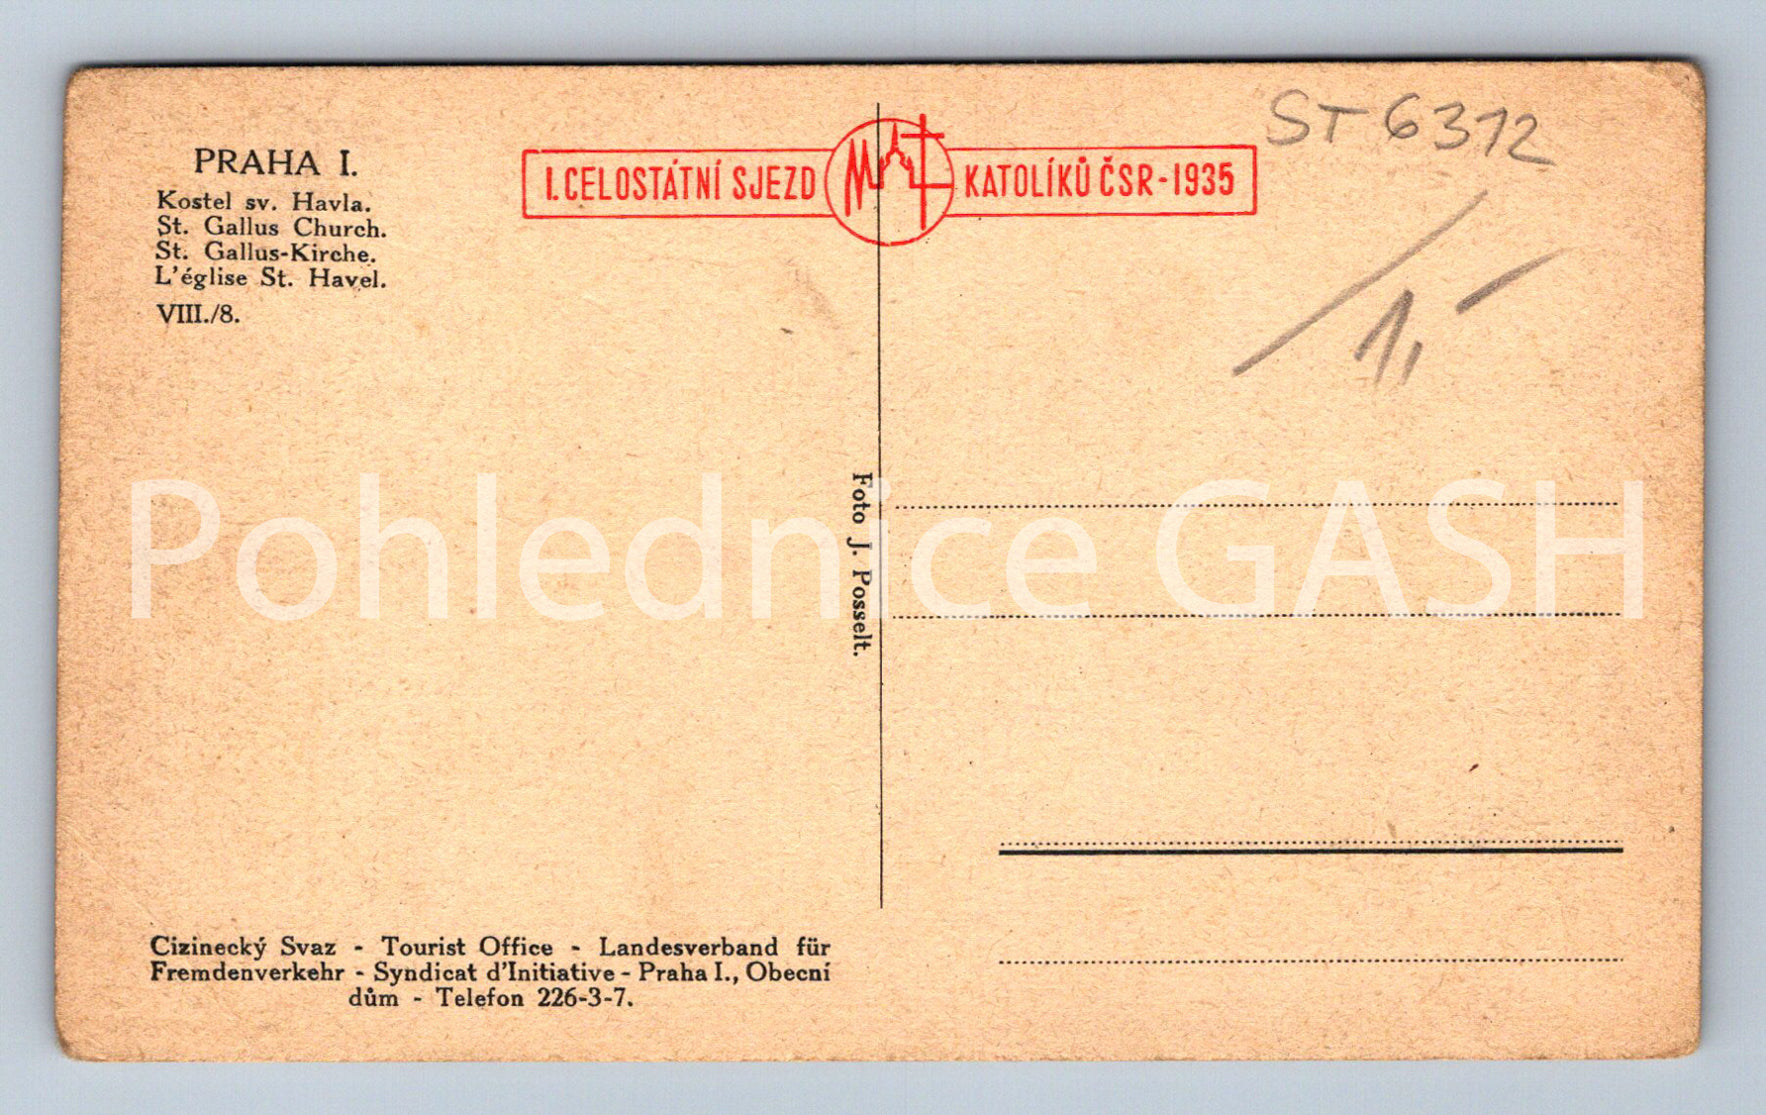 PRAHA I.
Kostel sv. Havla.
St. Gallus Church.
St. Gallus-Kirche.
L'église St. Havel.
VIII./8.
I. CELOSTÁTNÍ SJEZD KATOLÍKŮ ČSR-1935
ST 6312
1,-
Foto J. Posselt.
Pohlednice GASH
Cizinecký Svaz - Tourist Office - Landesverband für
Fremdenverkehr - Syndicat d'Initiative - Praha I., Obecní
dům - Telefon 226-3-7.